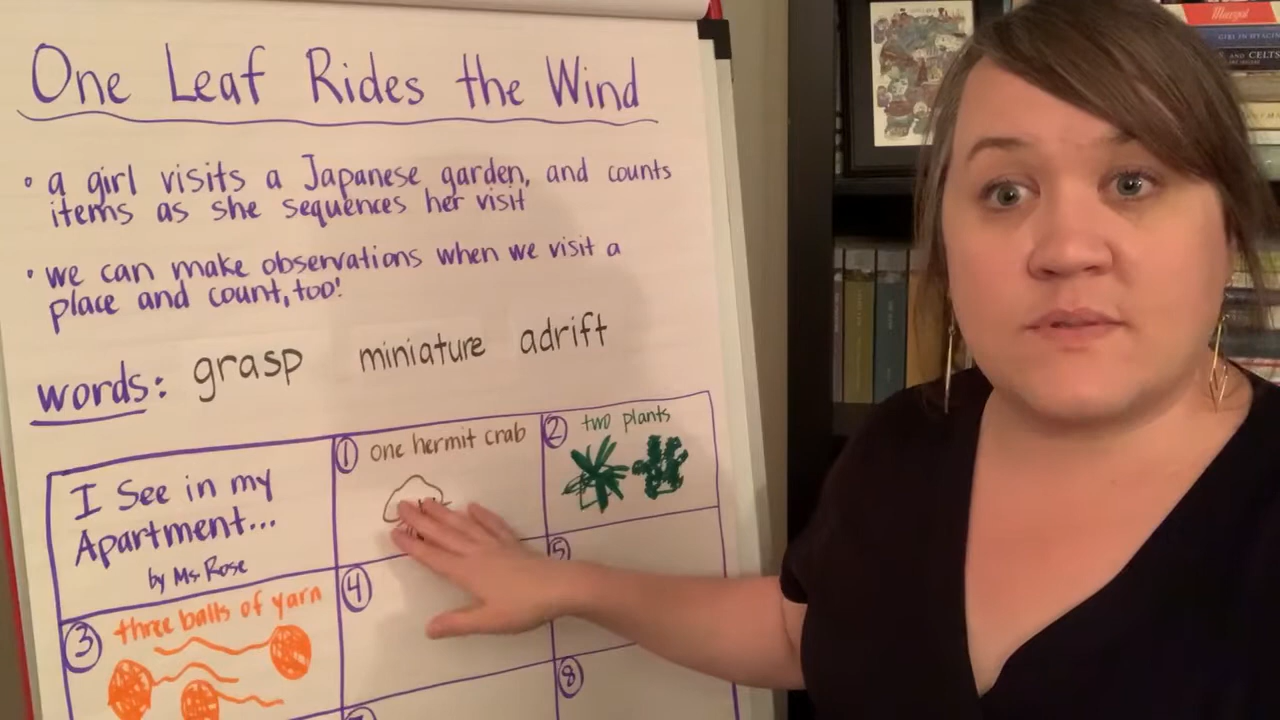 One Leaf Rides the Wind
• a girl visits a Japanese garden, and counts
items as she sequences her visit
• we can make observations when we visit a
place and count, too!
words: grasp miniature adrift
I See in my
Apartment...
by Ms. Rose
① one hermit crab
② two plants
③ three balls of yarn
④
⑤
⑧
AND CELTS